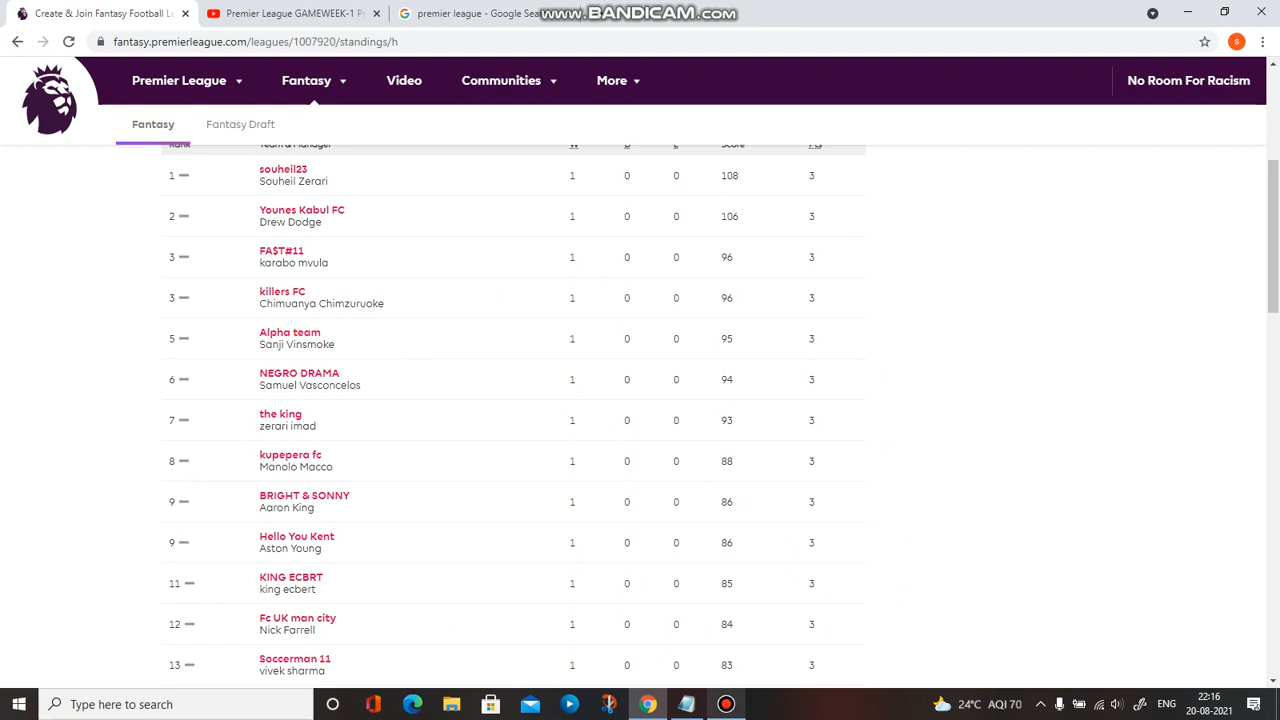 Create & Join Fantasy Football Le
Premier League GAMEWEEK-1 P
premier league - Google Sea
www.BANDICAM.com
fantasy.premierleague.com/leagues/1007920/standings/h
S
Premier League
Fantasy
Video
Communities
More
No Room For Racism
Fantasy
Fantasy Draft
Rank Team & Manager W D L Score Pts
1 souheil23 1 0 0 108 3
Souheil Zerari
2 Younes Kabul FC 1 0 0 106 3
Drew Dodge
3 FA$T#11 1 0 0 96 3
karabo mvula
3 killers FC 1 0 0 96 3
Chimuanya Chimzuruoke
5 Alpha team 1 0 0 95 3
Sanji Vinsmoke
6 NEGRO DRAMA 1 0 0 94 3
Samuel Vasconcelos
7 the king 1 0 0 93 3
zerari imad
8 kupepera fc 1 0 0 88 3
Manolo Macco
9 BRIGHT & SONNY 1 0 0 86 3
Aaron King
9 Hello You Kent 1 0 0 86 3
Aston Young
11 KING ECBRT 1 0 0 85 3
king ecbert
12 Fc UK man city 1 0 0 84 3
Nick Farrell
13 Soccerman 11 1 0 0 83 3
vivek sharma
Type here to search
24°C AQI 70
ENG
22:16
20-08-2021